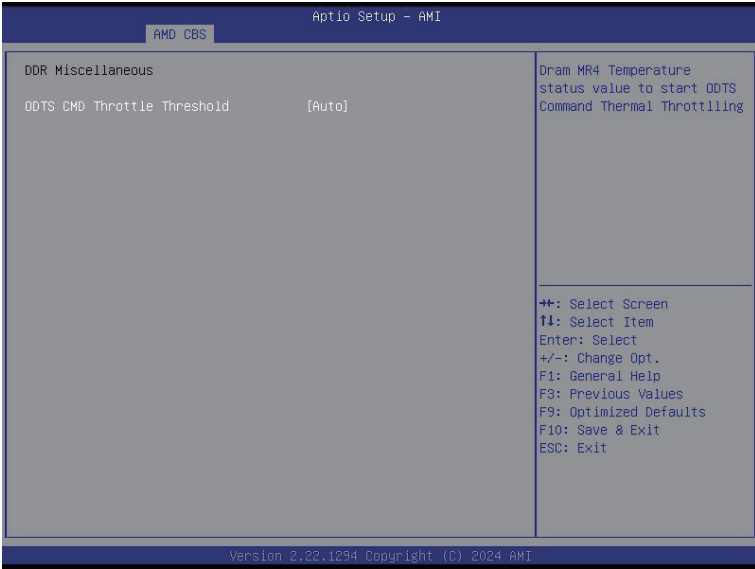 Aptio Setup – AMI
AMD CBS
DDR Miscellaneous
ODTS CMD Throttle Threshold [Auto]
Dram MR4 Temperature
status value to start ODTS
Command Thermal Throttlling
→←: Select Screen
↑↓: Select Item
Enter: Select
+/-: Change Opt.
F1: General Help
F3: Previous Values
F9: Optimized Defaults
F10: Save & Exit
ESC: Exit
Version 2.22.1294 Copyright (C) 2024 AMI